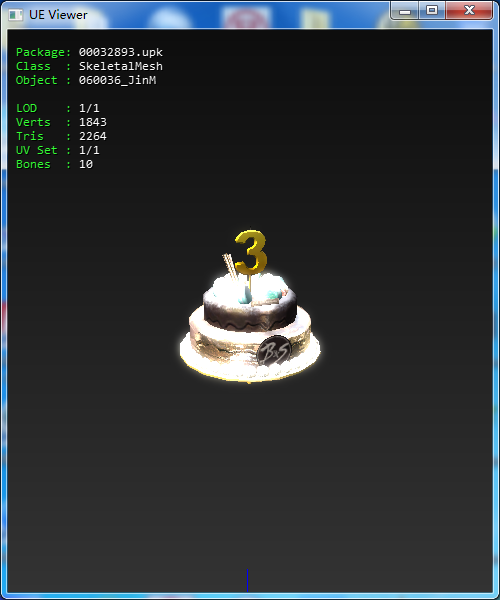 UE Viewer
Package: 00032893.upk
Class : SkeletalMesh
Object : 060036_JinM
LOD : 1/1
Verts : 1843
Tris : 2264
UV Set : 1/1
Bones : 10
3
B&S